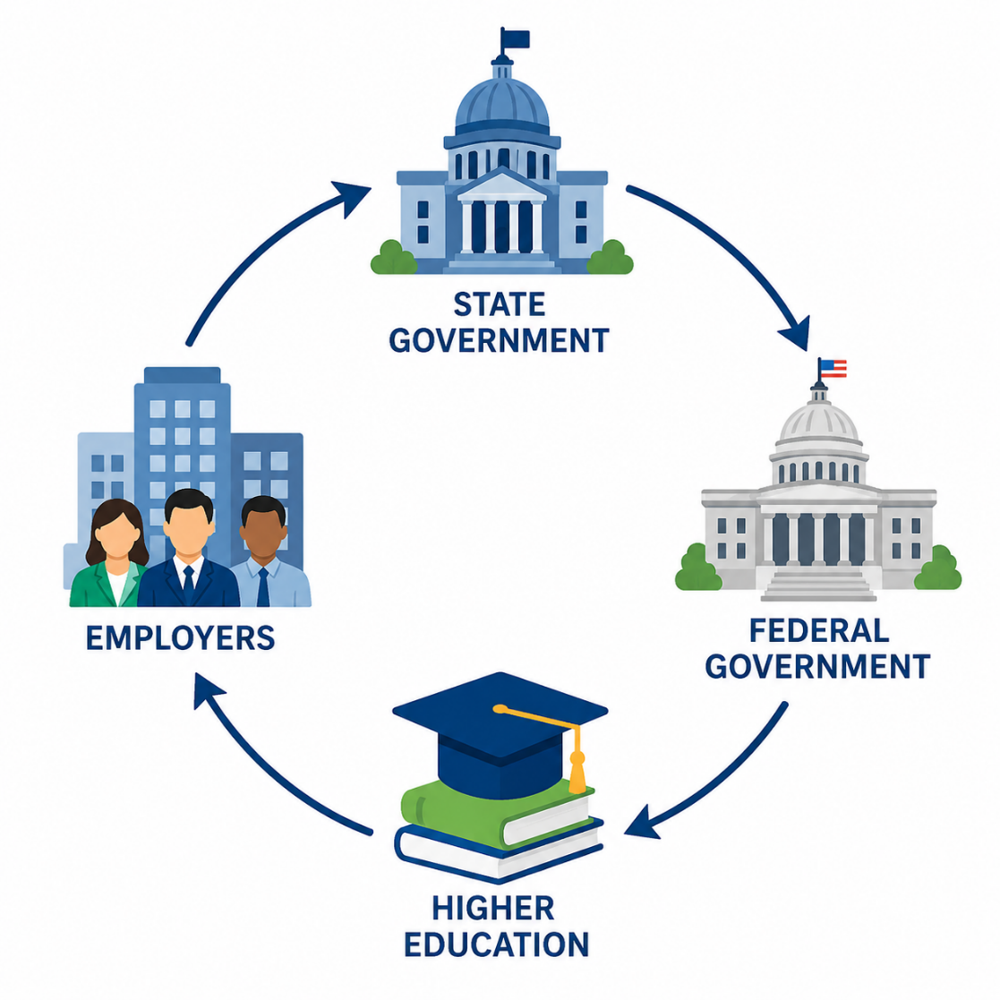 STATE
GOVERNMENT
EMPLOYERS
FEDERAL
GOVERNMENT
HIGHER
EDUCATION